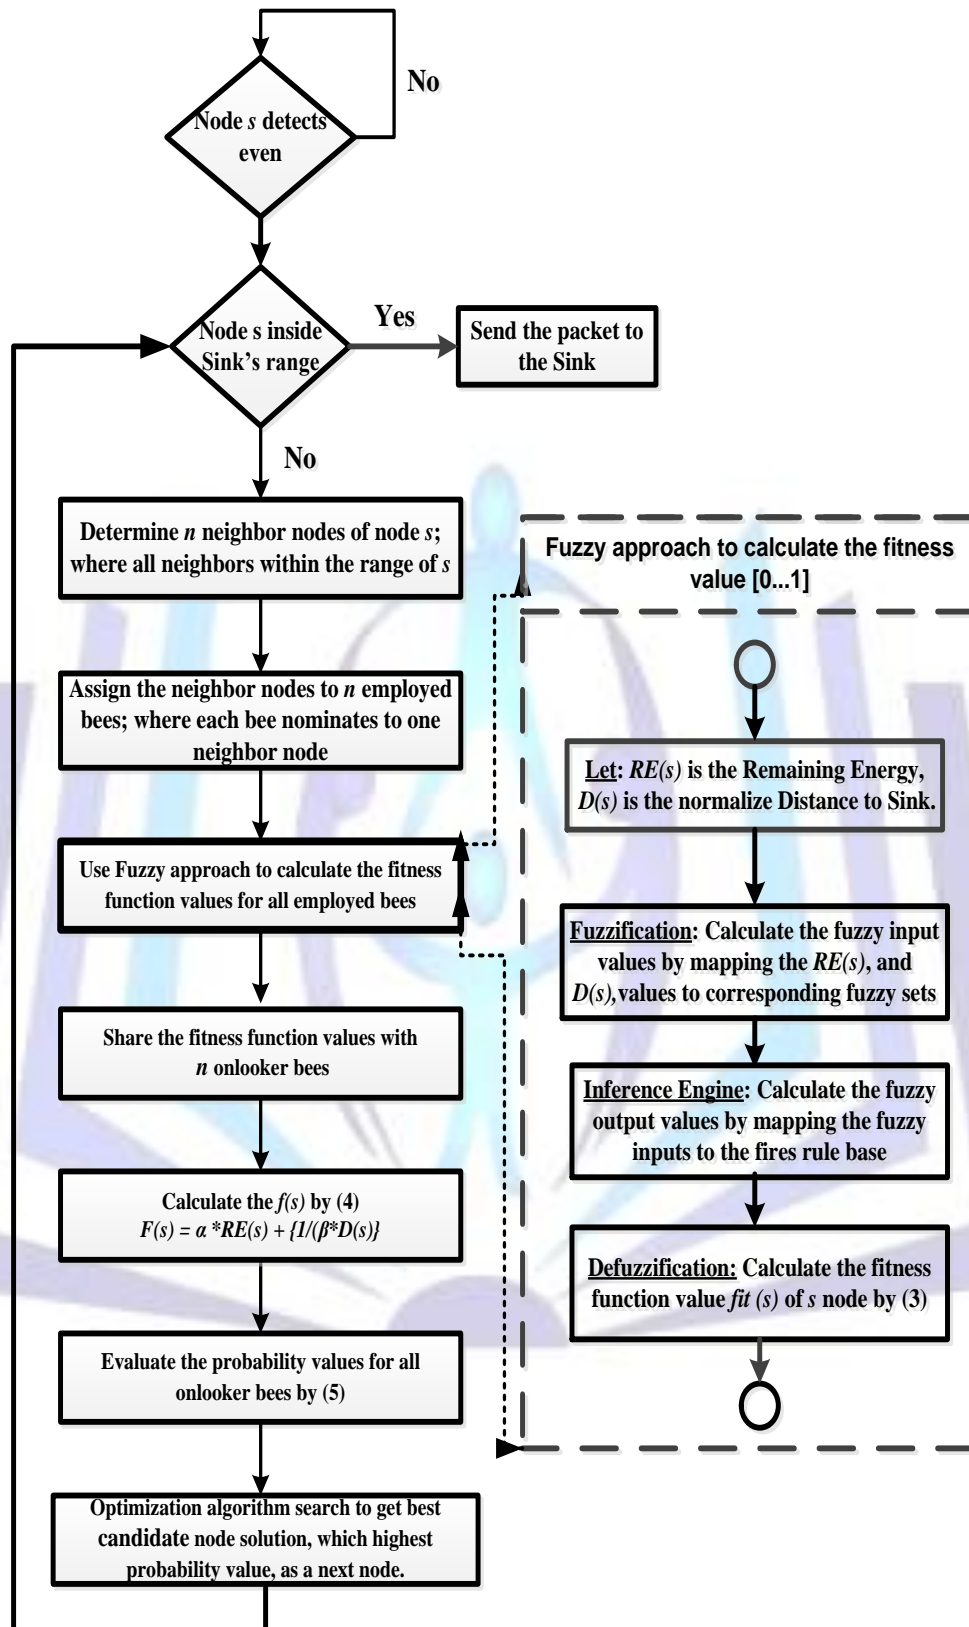 No
Node s detects
even
Node s inside
Sink's range
Yes
Send the packet to
the Sink
No
Determine n neighbor nodes of node s;
where all neighbors within the range of s
Assign the neighbor nodes to n employed
bees; where each bee nominates to one
neighbor node
Use Fuzzy approach to calculate the fitness
function values for all employed bees
Share the fitness function values with
n onlooker bees
Calculate the f(s) by (4)
F(s) = α *RE(s) + {1/(β*D(s)}
Evaluate the probability values for all
onlooker bees by (5)
Optimization algorithm search to get best
candidate node solution, which highest
probability value, as a next node.
Fuzzy approach to calculate the fitness
value [0...1]
Let: RE(s) is the Remaining Energy,
D(s) is the normalize Distance to Sink.
Fuzzification: Calculate the fuzzy input
values by mapping the RE(s), and
D(s),values to corresponding fuzzy sets
Inference Engine: Calculate the fuzzy
output values by mapping the fuzzy
inputs to the fires rule base
Defuzzification: Calculate the fitness
function value fit (s) of s node by (3)